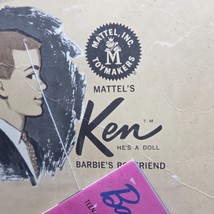 MATTEL, INC.
TOYMAKERS
MATTEL'S
Ken T.M.
HE'S A DOLL
BARBIE'S BOYFRIEND